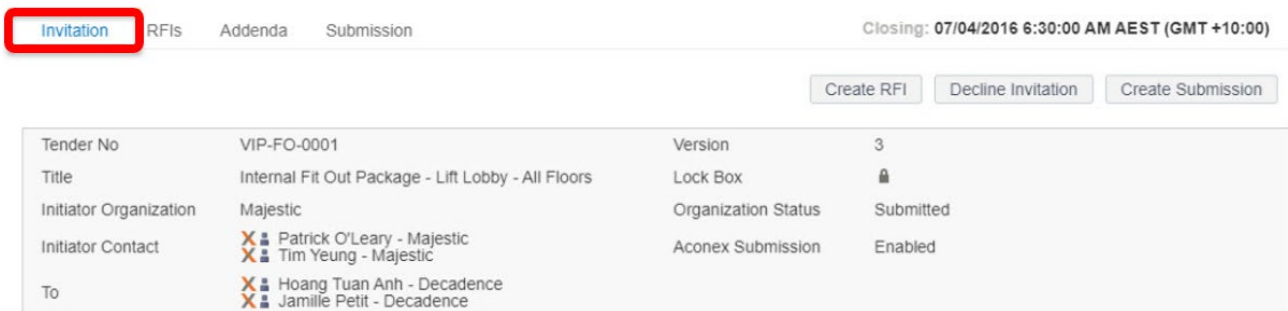 Invitation RFIs Addenda Submission Closing: 07/04/2016 6:30:00 AM AEST (GMT +10:00)
Create RFI Decline Invitation Create Submission
Tender No VIP-FO-0001 Version 3
Title Internal Fit Out Package - Lift Lobby - All Floors Lock Box
Initiator Organization Majestic Organization Status Submitted
Initiator Contact Patrick O'Leary - Majestic Aconex Submission Enabled
Tim Yeung - Majestic
To Hoang Tuan Anh - Decadence
Jamille Petit - Decadence